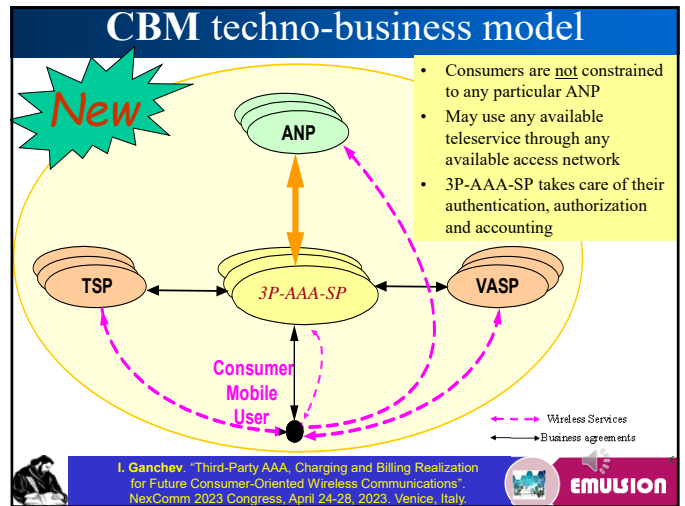 CBM techno-business model
New
• Consumers are not constrained
to any particular ANP
• May use any available
teleservice through any
available access network
• 3P-AAA-SP takes care of their
authentication, authorization
and accounting
ANP
TSP
3P-AAA-SP
VASP
Consumer
Mobile
User
Wireless Services
Business agreements
I. Ganchev. “Third-Party AAA, Charging and Billing Realization
for Future Consumer-Oriented Wireless Communications”.
NexComm 2023 Congress, April 24-28, 2023. Venice, Italy.
EMULSION